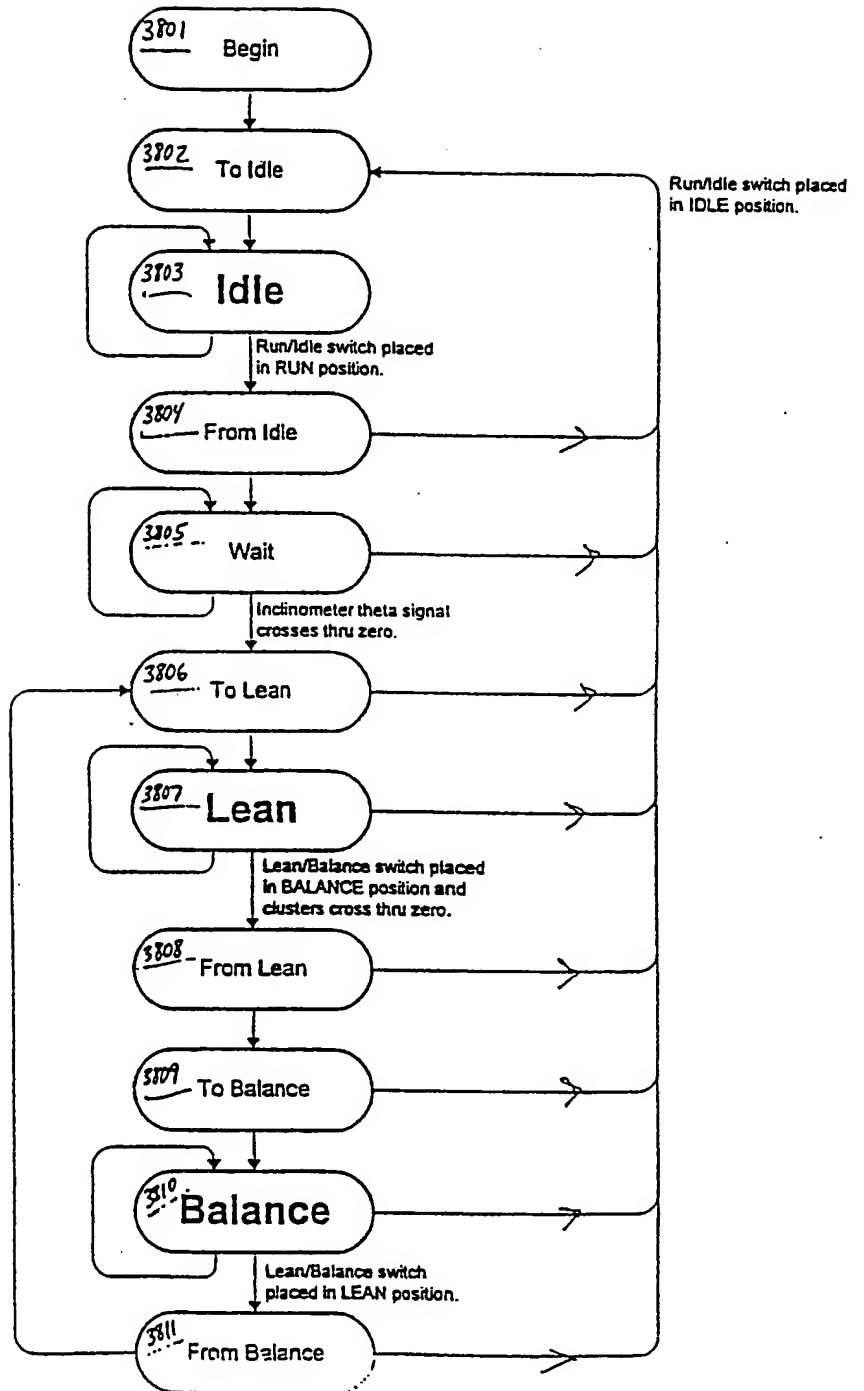 3801 Begin
3802 To Idle
Run/Idle switch placed
in IDLE position.
3803 Idle
Run/Idle switch placed
in RUN position.
3804 From Idle
3805 Wait
Inclinometer theta signal
crosses thru zero.
3806 To Lean
3807 Lean
Lean/Balance switch placed
in BALANCE position and
clusters cross thru zero.
3808 From Lean
3809 To Balance
3810 Balance
Lean/Balance switch
placed in LEAN position.
3811 From Balance